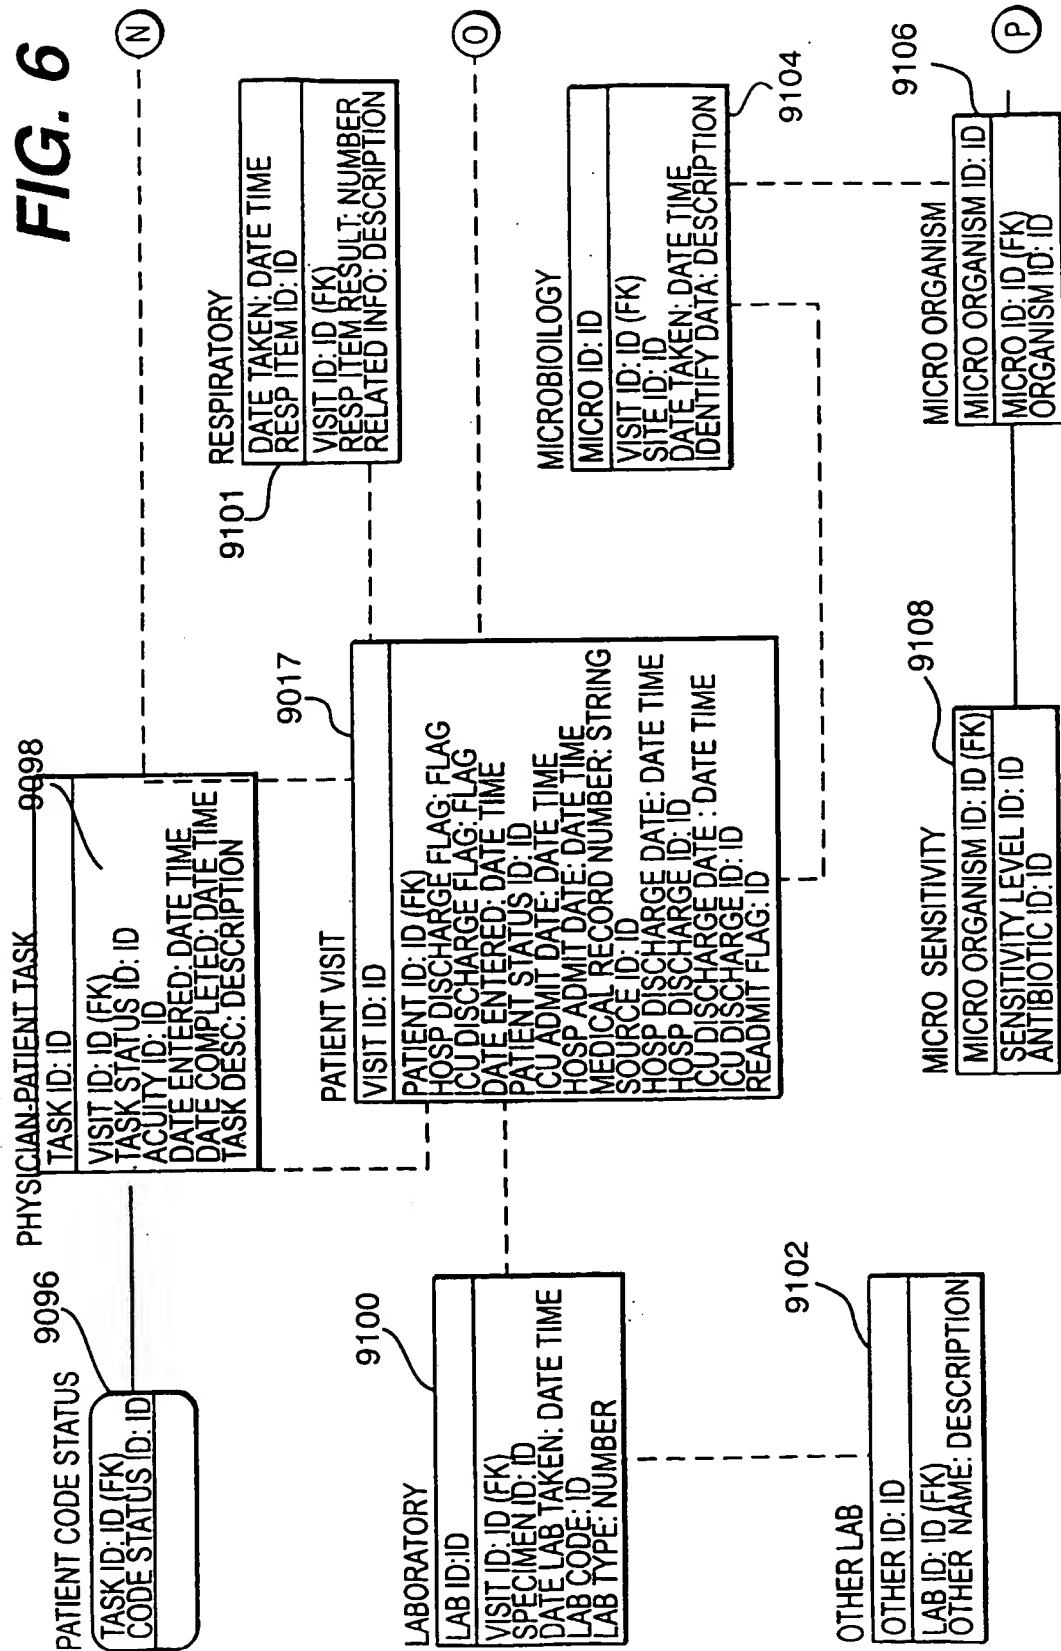 FIG. 6
PATIENT CODE STATUS
9096
TASK ID: ID (FK)
CODE STATUS ID: ID
PHYSICIAN-PATIENT TASK
9098
TASK ID: ID
VISIT ID: ID (FK)
TASK STATUS ID: ID
ACUITY ID: ID
DATE ENTERED: DATE TIME
DATE COMPLETED: DATE TIME
TASK DESC: DESCRIPTION
N
RESPIRATORY
9101
DATE TAKEN: DATE TIME
RESP ITEM ID: ID
VISIT ID: ID (FK)
RESP ITEM RESULT: NUMBER
RELATED INFO: DESCRIPTION
LABORATORY
9100
LAB ID:ID
VISIT ID: ID (FK)
SPECIMEN ID: ID
DATE LAB TAKEN: DATE TIME
LAB CODE: ID
LAB TYPE: NUMBER
PATIENT VISIT
9017
VISIT ID: ID
PATIENT ID: ID (FK)
HOSP DISCHARGE FLAG: FLAG
ICU DISCHARGE FLAG: FLAG
DATE ENTERED: DATE TIME
PATIENT STATUS ID: ID
ICU ADMIT DATE: DATE TIME
HOSP ADMIT DATE: DATE TIME
MEDICAL RECORD NUMBER: STRING
SOURCE ID: ID
HOSP DISCHARGE DATE: DATE TIME
HOSP DISCHARGE ID: ID
ICU DISCHARGE DATE : DATE TIME
ICU DISCHARGE ID: ID
READMIT FLAG: ID
O
MICROBIOILOGY
9104
MICRO ID: ID
VISIT ID: ID (FK)
SITE ID: ID
DATE TAKEN: DATE TIME
IDENTIFY DATA: DESCRIPTION
OTHER LAB
9102
OTHER ID: ID
LAB ID: ID (FK)
OTHER NAME: DESCRIPTION
MICRO SENSITIVITY
9108
MICRO ORGANISM ID: ID (FK)
SENSITIVITY LEVEL ID: ID
ANTIBIOTIC ID: ID
MICRO ORGANISM
9106
MICRO ORGANISM ID: ID
MICRO ID: ID (FK)
ORGANISM ID: ID
P